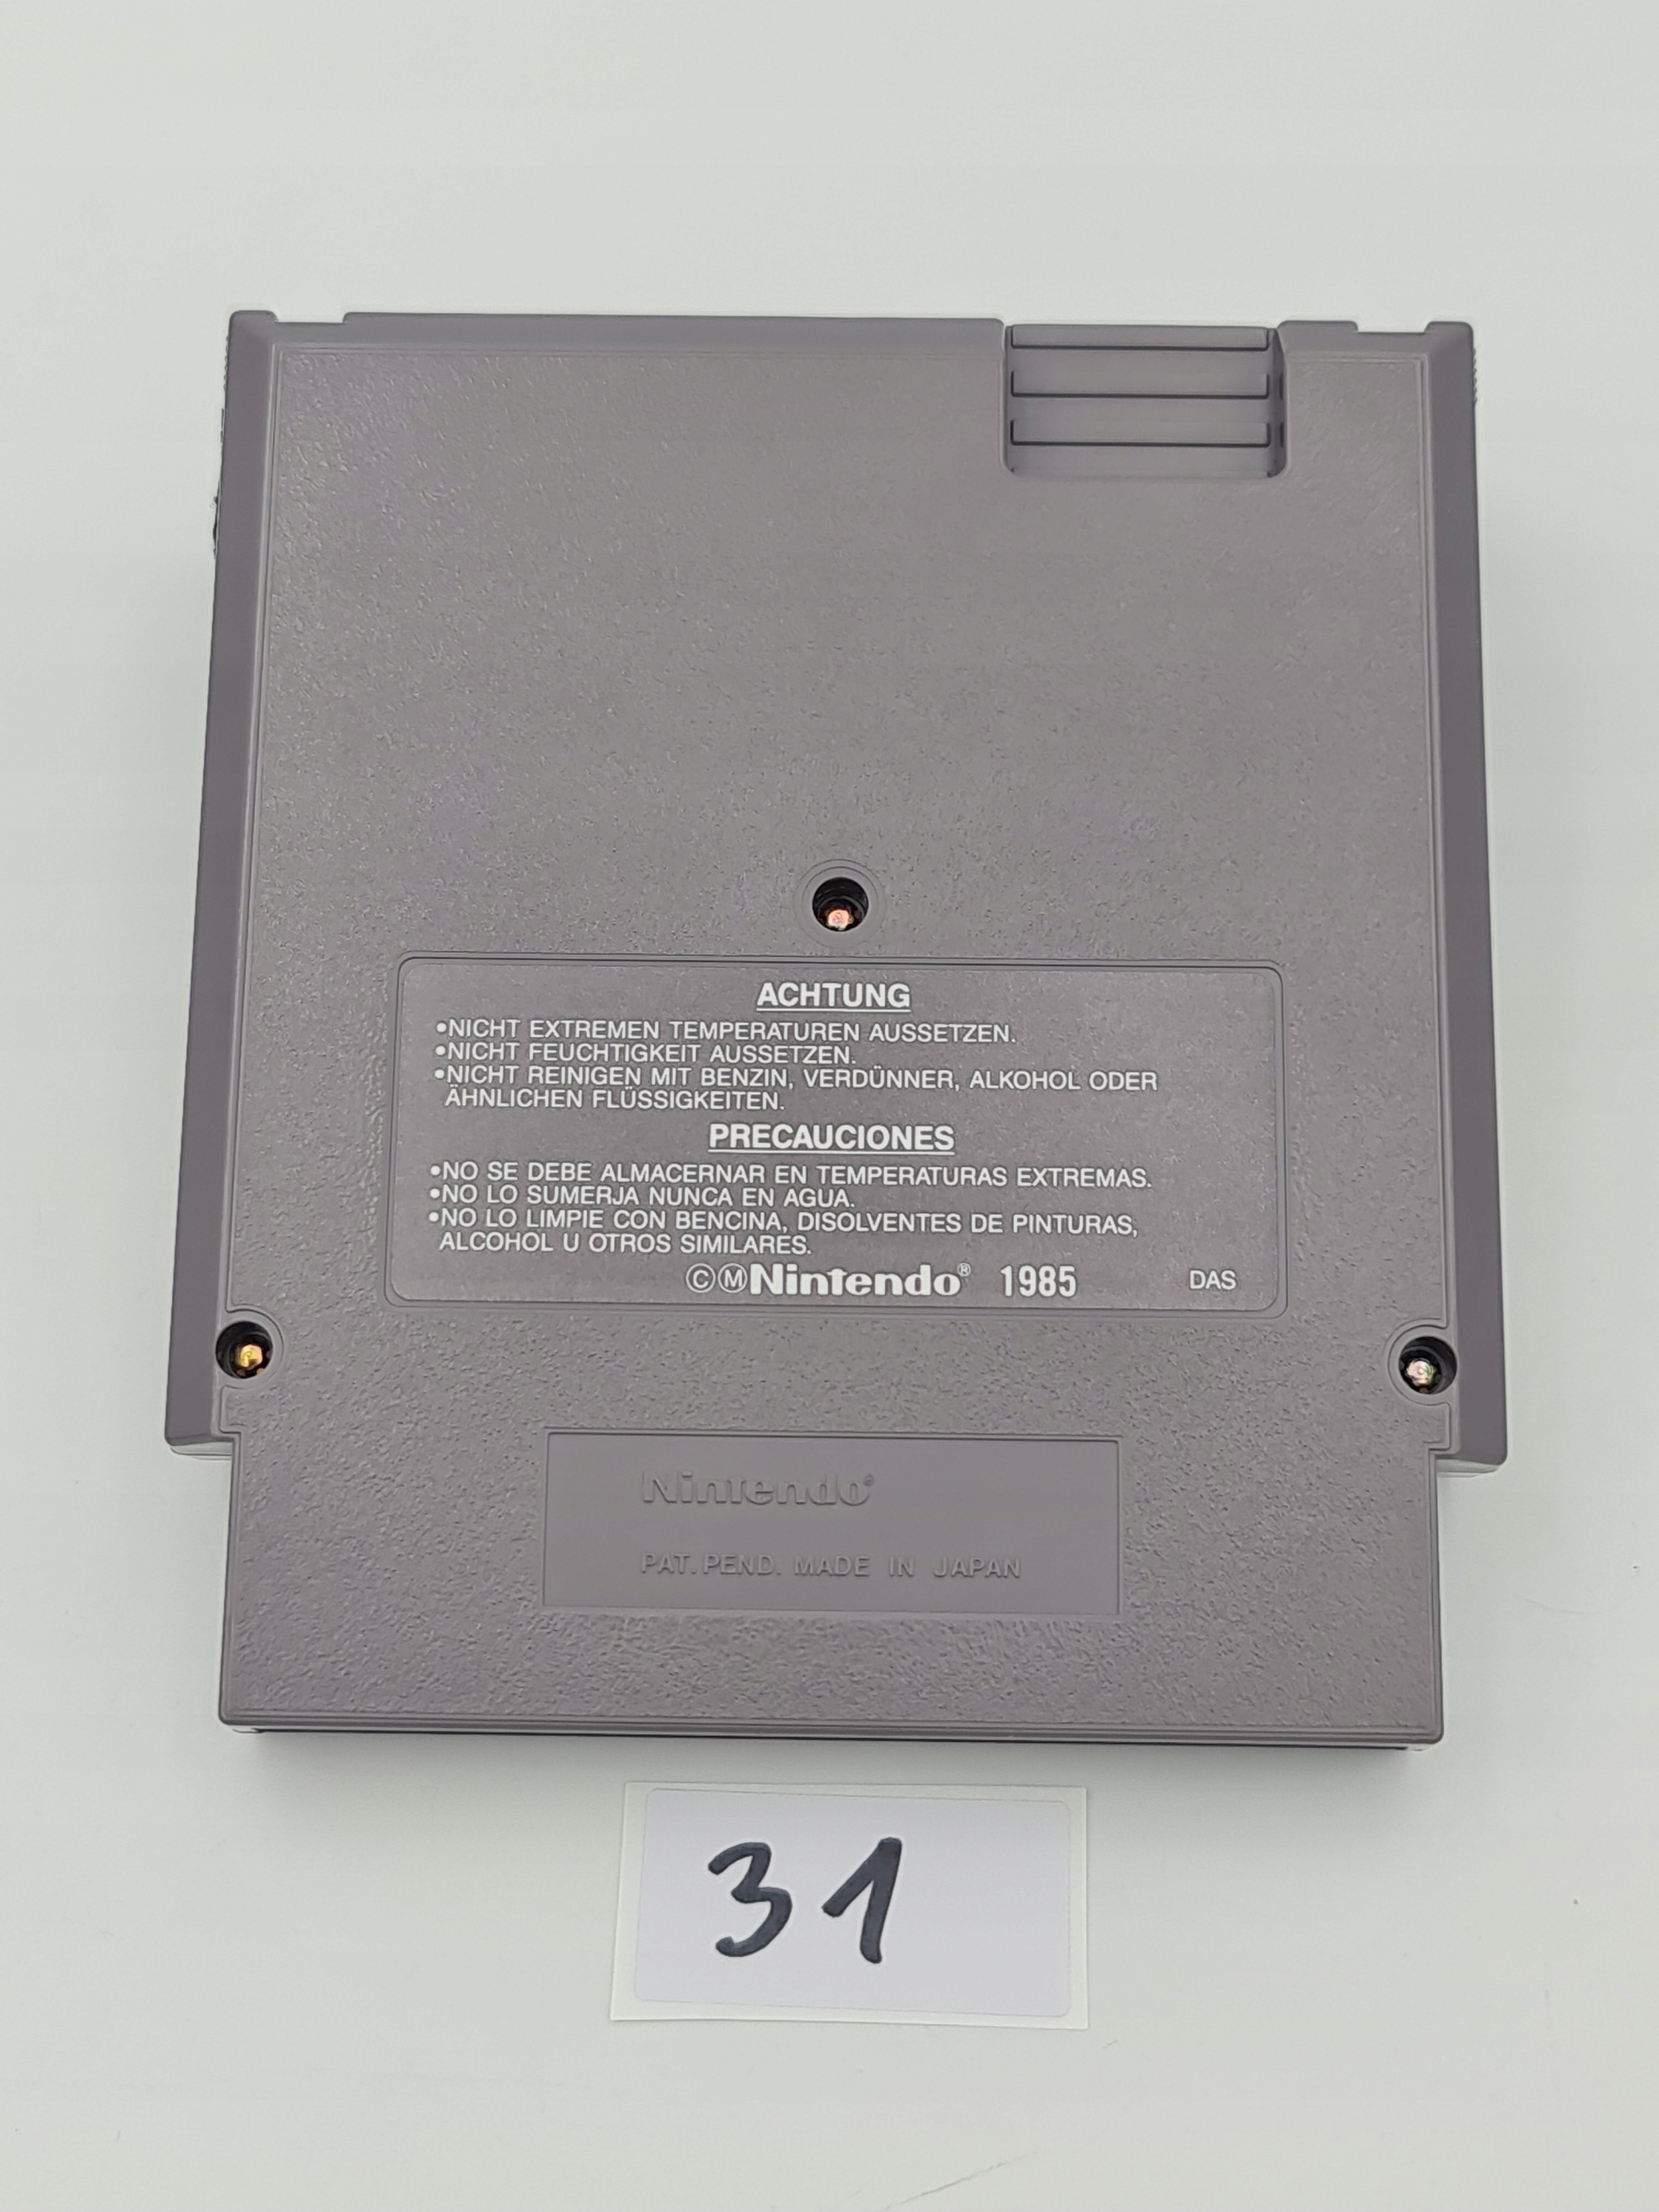 ACHTUNG
•NICHT EXTREMEN TEMPERATUREN AUSSETZEN.
•NICHT FEUCHTIGKEIT AUSSETZEN.
•NICHT REINIGEN MIT BENZIN, VERDÜNNER, ALKOHOL ODER
ÄHNLICHEN FLÜSSIGKEITEN.
PRECAUCIONES
•NO SE DEBE ALMACERNAR EN TEMPERATURAS EXTREMAS.
•NO LO SUMERJA NUNCA EN AGUA.
•NO LO LIMPIE CON BENCINA, DISOLVENTES DE PINTURAS,
ALCOHOL U OTROS SIMILARES.
©ⓂNintendo® 1985 DAS
Nintendo®
PAT. PEND. MADE IN JAPAN
31